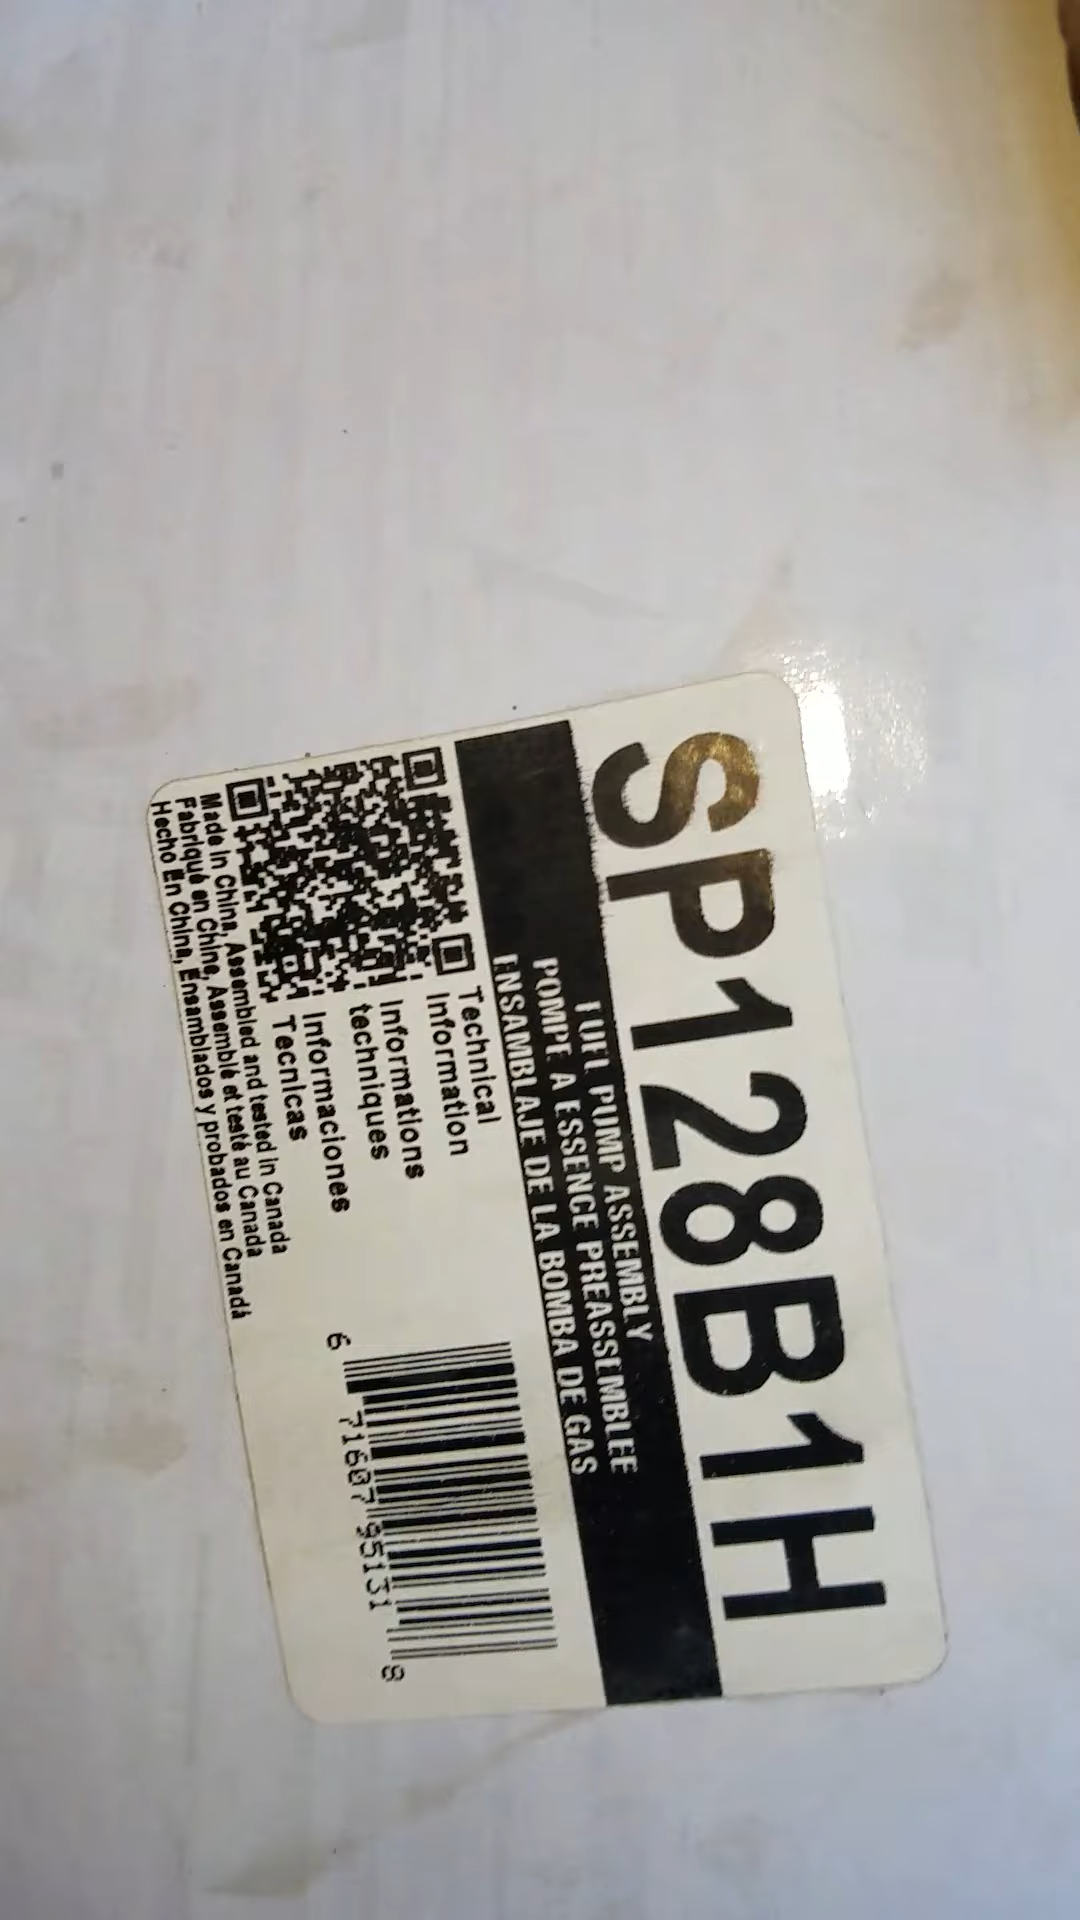 SP128B1H
FUEL PUMP ASSEMBLY
POMPE A ESSENCE PREASSEMBLEE
ENSAMBLAJE DE LA BOMBA DE GAS
Technical
Information
Informations
techniques
Informaciones
Tecnicas
Made in China, Assembled and tested in Canada
Fabriqué en Chine, Assemblé et testé au Canada
Hecho En China, Ensamblados y probados en Canadá
6 71607 95131 8